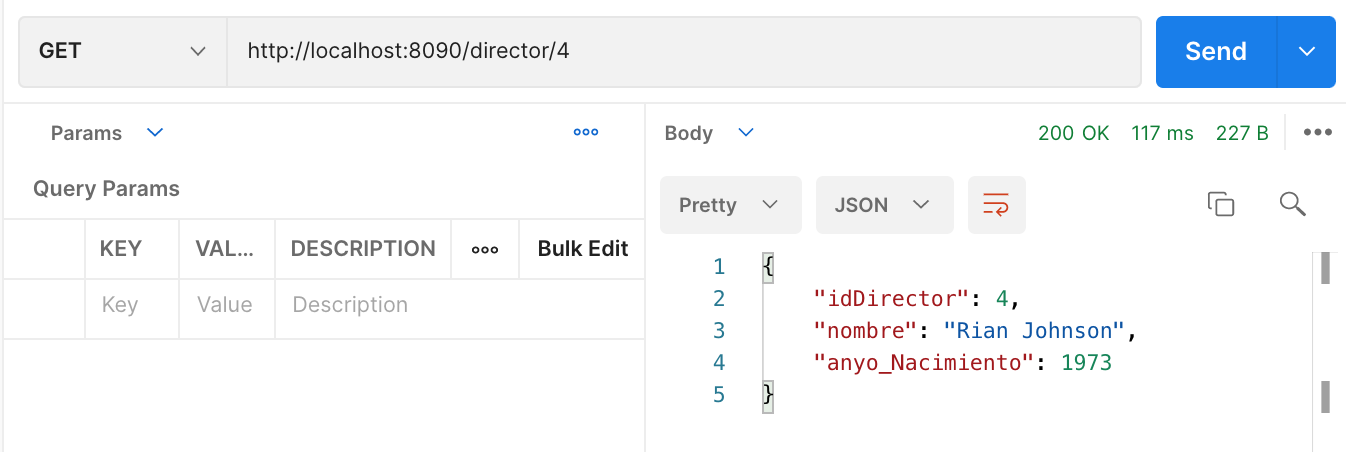 GET http://localhost:8090/director/4 Send
Params
Query Params
KEY VAL... DESCRIPTION Bulk Edit
Key Value Description
Body 200 OK 117 ms 227 B
Pretty JSON
1 {
2 "idDirector": 4,
3 "nombre": "Rian Johnson",
4 "anyo_Nacimiento": 1973
5 }